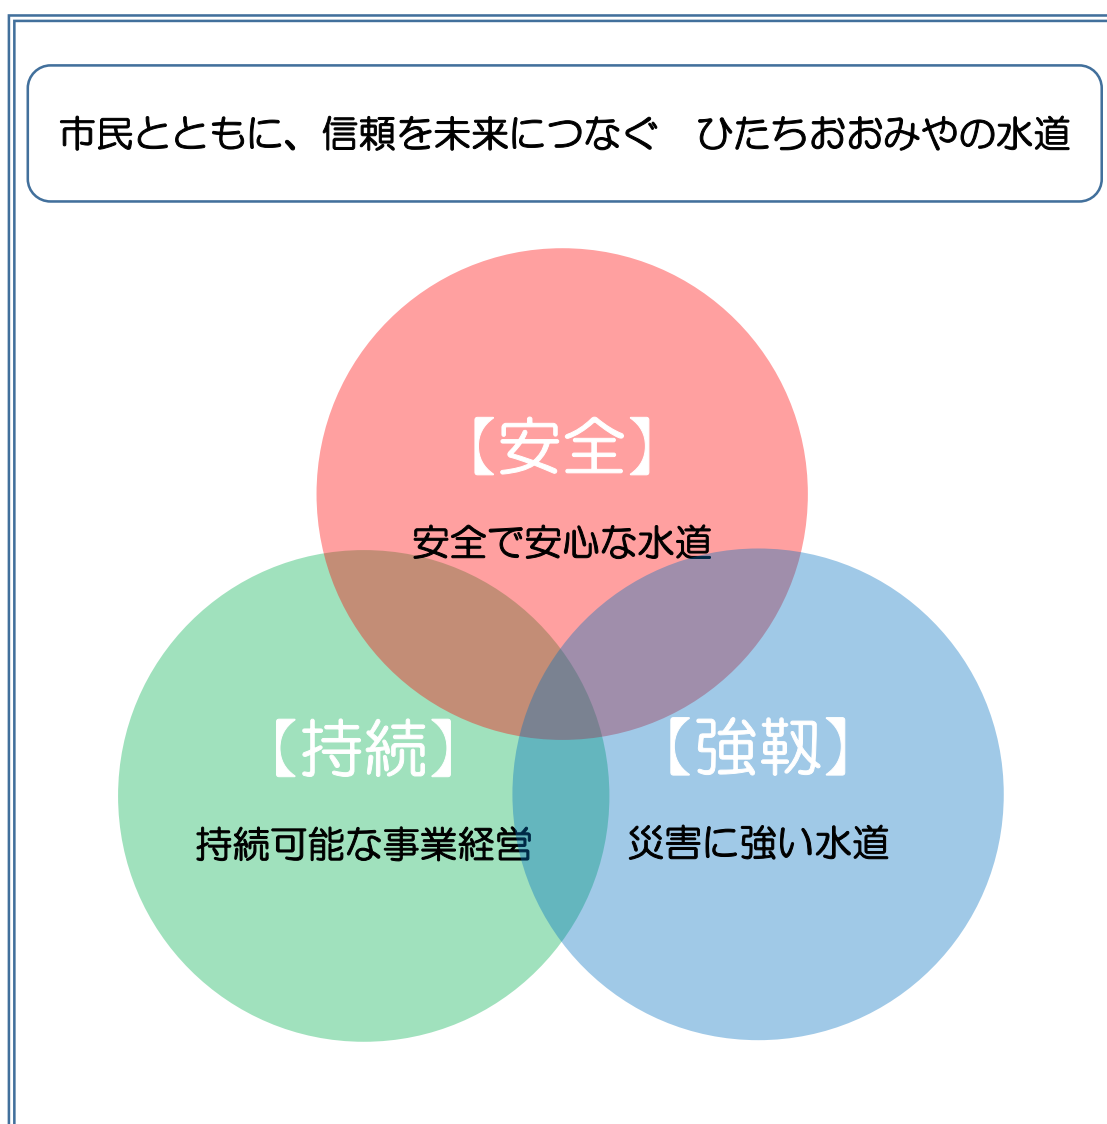 市民とともに、信頼を未来につなぐ　ひたちおおみやの水道
【安全】
安全で安心な水道
【持続】
持続可能な事業経営
【強靱】
災害に強い水道